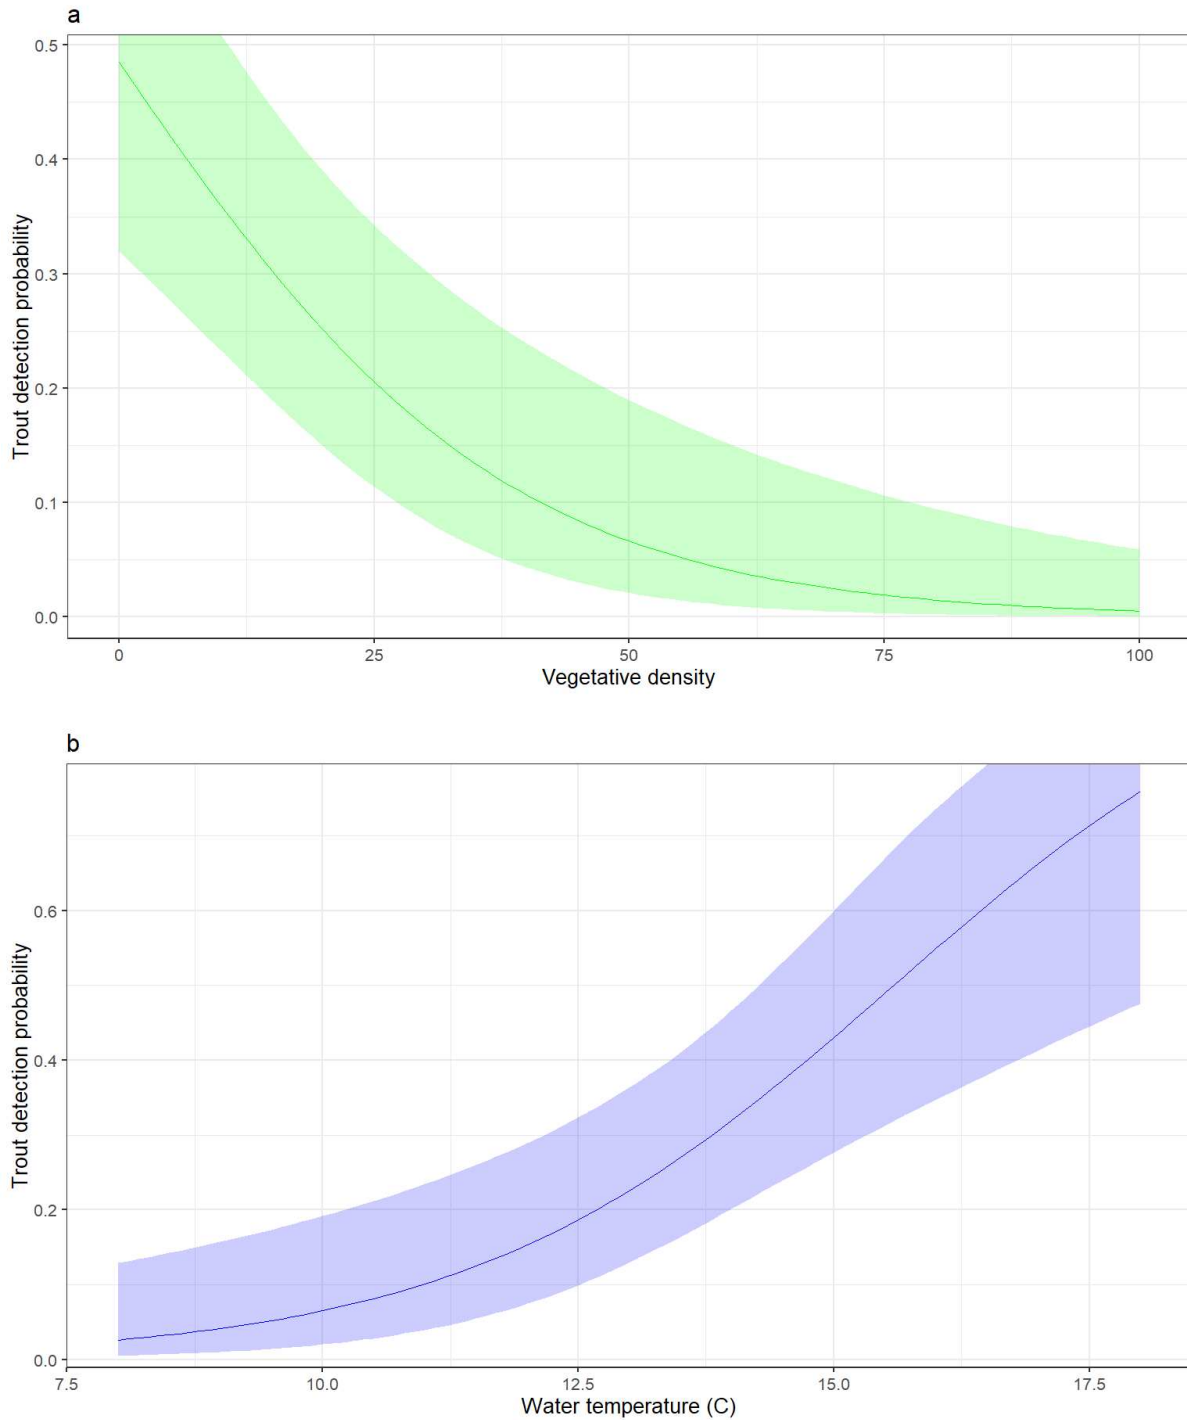 a
0.5
0.4
0.3
0.2
0.1
0.0
Trout detection probability
0 25 50 75 100
Vegetative density
b
0.6
0.4
0.2
0.0
Trout detection probability
7.5 10.0 12.5 15.0 17.5
Water temperature (C)